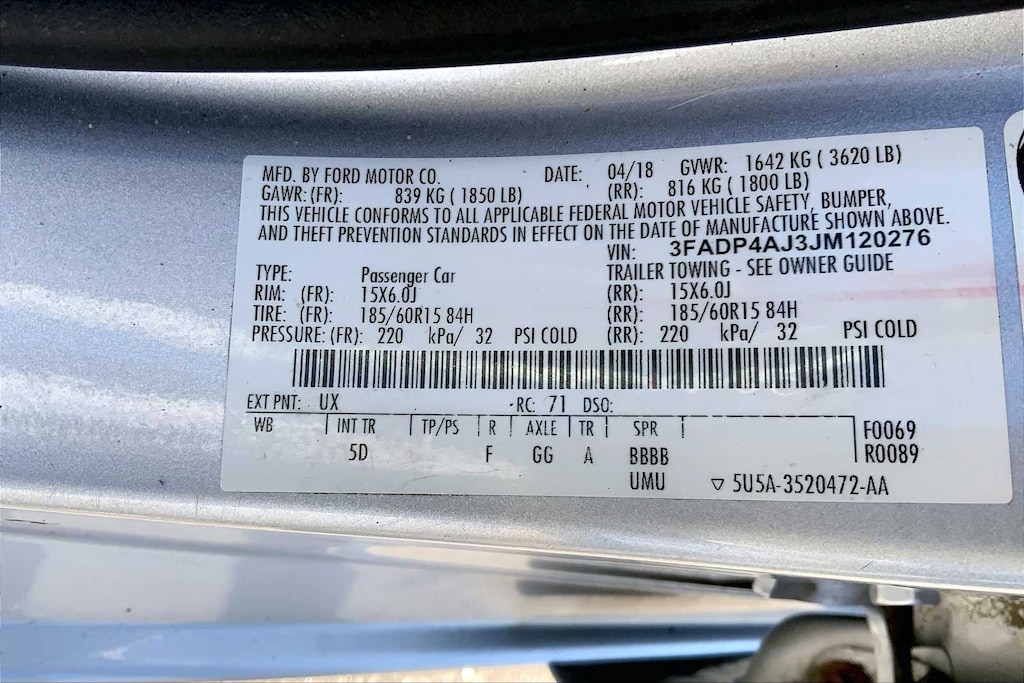 MFD. BY FORD MOTOR CO. DATE: 04/18 GVWR: 1642 KG ( 3620 LB)
GAWR: (FR): 839 KG ( 1850 LB) (RR): 816 KG ( 1800 LB)
THIS VEHICLE CONFORMS TO ALL APPLICABLE FEDERAL MOTOR VEHICLE SAFETY, BUMPER,
AND THEFT PREVENTION STANDARDS IN EFFECT ON THE DATE OF MANUFACTURE SHOWN ABOVE.
VIN: 3FADP4AJ3JM120276
TYPE: Passenger Car TRAILER TOWING - SEE OWNER GUIDE
RIM: (FR): 15X6.0J (RR): 15X6.0J
TIRE: (FR): 185/60R15 84H (RR): 185/60R15 84H
PRESSURE: (FR): 220 kPa/ 32 PSI COLD (RR): 220 kPa/ 32 PSI COLD
EXT PNT: UX RC: 71 DSO:
WB INT TR TP/PS R AXLE TR SPR F0069
5D F GG A BBBB R0089
UMU ▽ 5U5A-3520472-AA